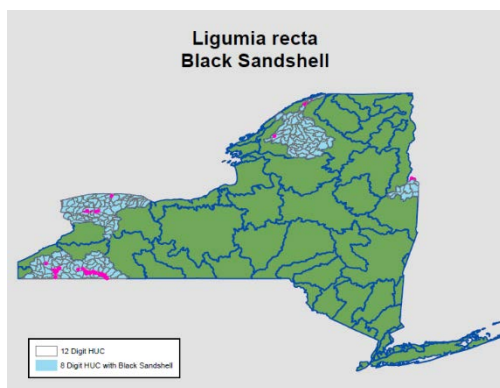 Ligumia recta
Black Sandshell
12 Digit HUC
8 Digit HUC with Black Sandshell